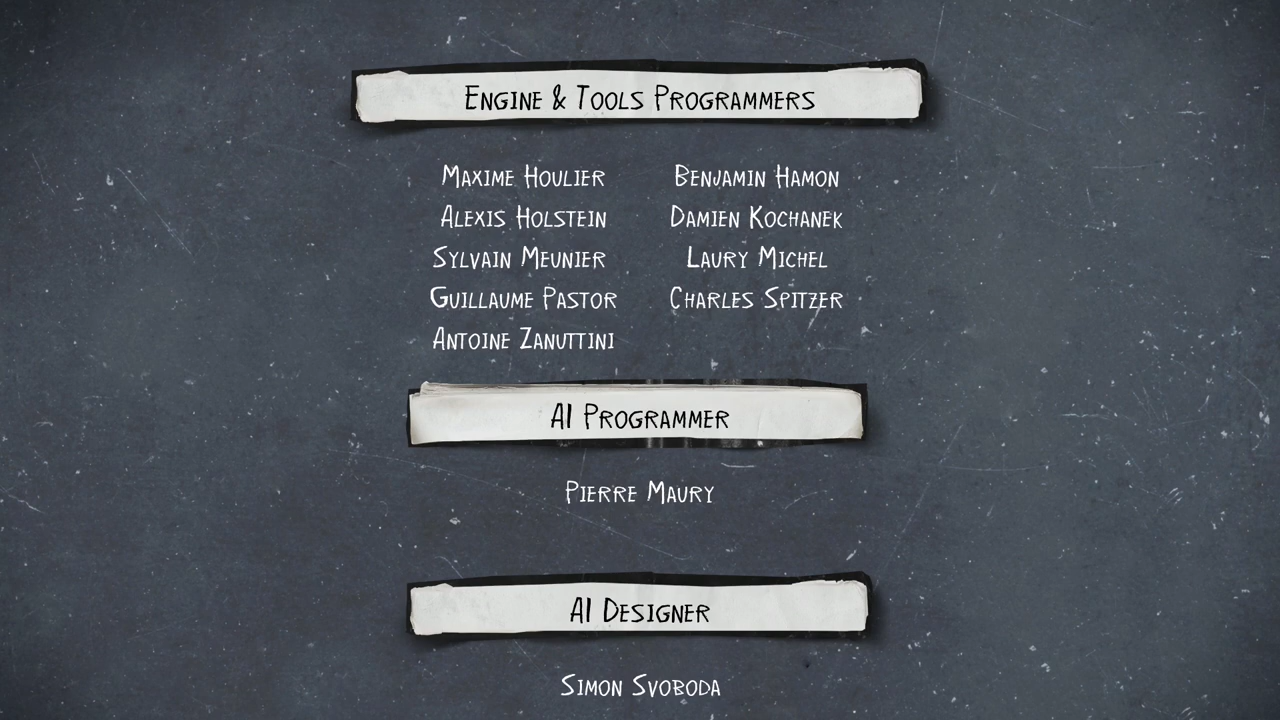 Engine & Tools Programmers
Maxime Houlier Benjamin Hamon
Alexis Holstein Damien Kochanek
Sylvain Meunier Laury Michel
Guillaume Pastor Charles Spitzer
Antoine Zanuttini
AI Programmer
Pierre Maury
AI Designer
Simon Svoboda